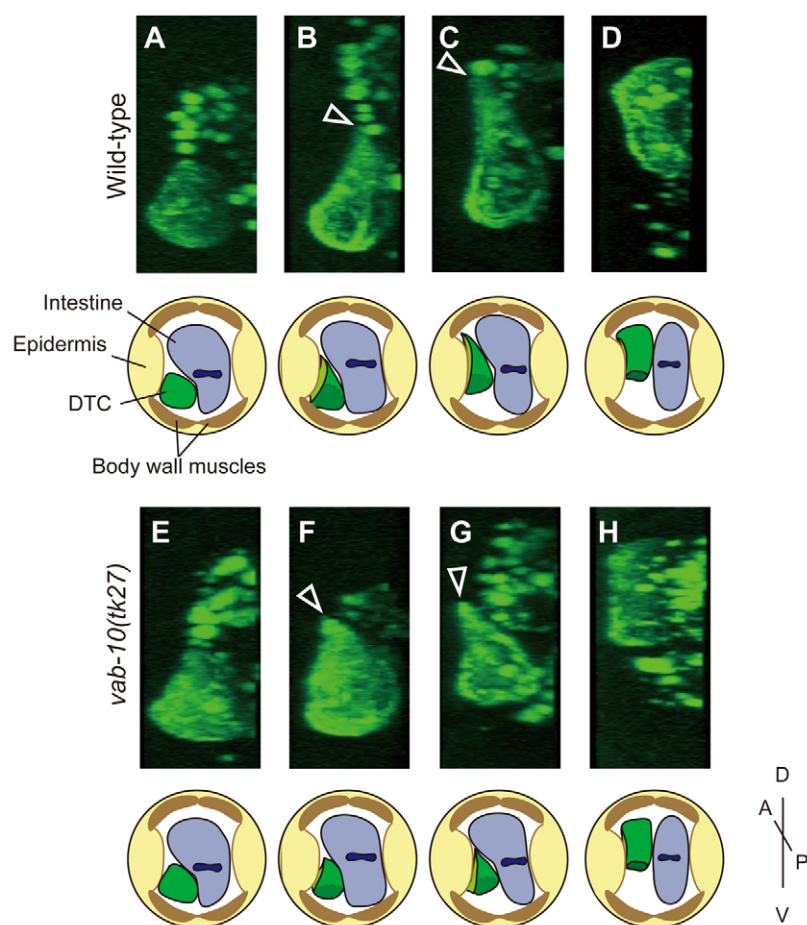 A B C D
Wild-type
Intestine
Epidermis
DTC
Body wall muscles
E F G H
vab-10(tk27)
D
A
P
V